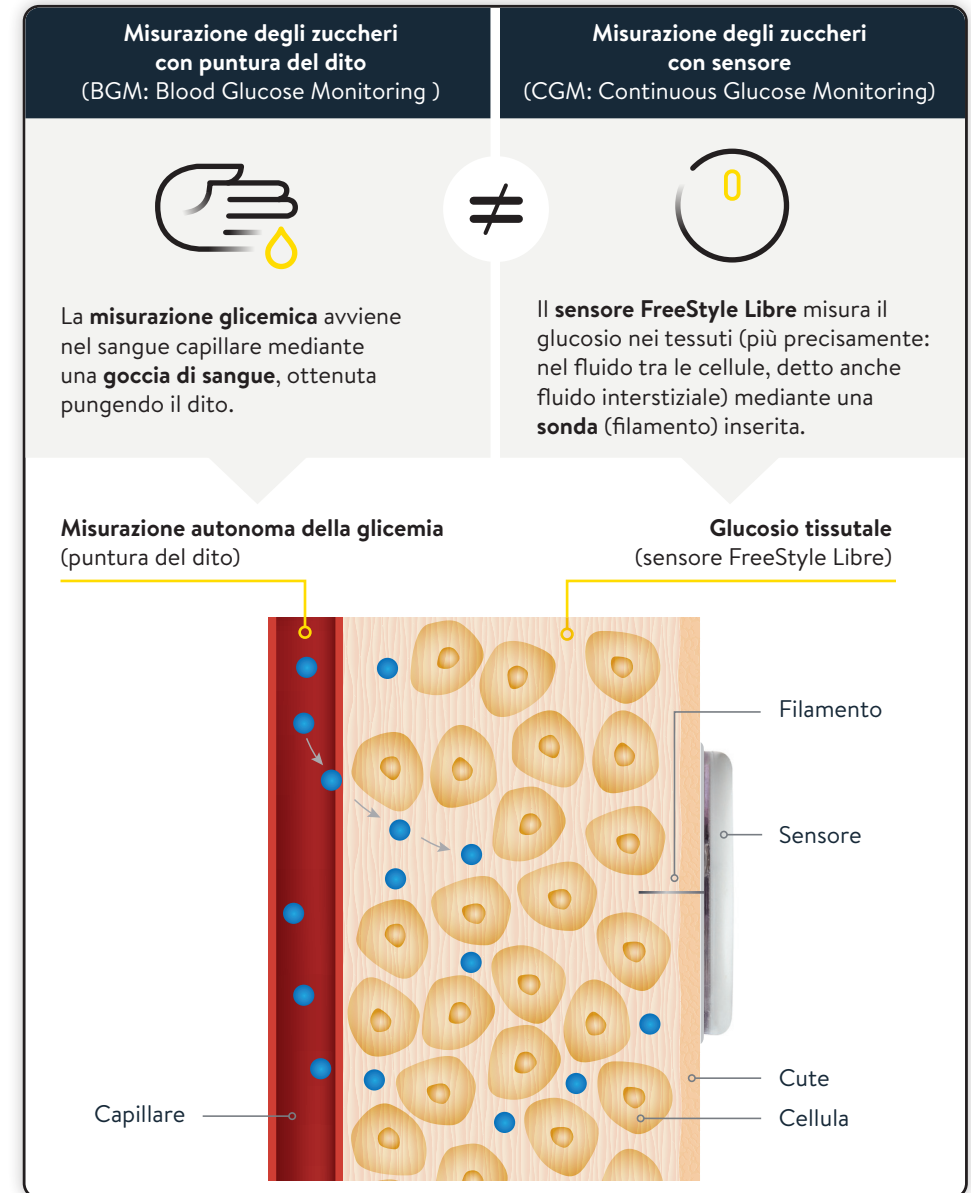 Misurazione degli zuccheri
con puntura del dito
(BGM: Blood Glucose Monitoring )
Misurazione degli zuccheri
con sensore
(CGM: Continuous Glucose Monitoring)
≠
La misurazione glicemica avviene
nel sangue capillare mediante
una goccia di sangue, ottenuta
pungendo il dito.
Il sensore FreeStyle Libre misura il
glucosio nei tessuti (più precisamente:
nel fluido tra le cellule, detto anche
fluido interstiziale) mediante una
sonda (filamento) inserita.
Misurazione autonoma della glicemia
(puntura del dito)
Glucosio tissutale
(sensore FreeStyle Libre)
Filamento
Sensore
Cute
Capillare
Cellula